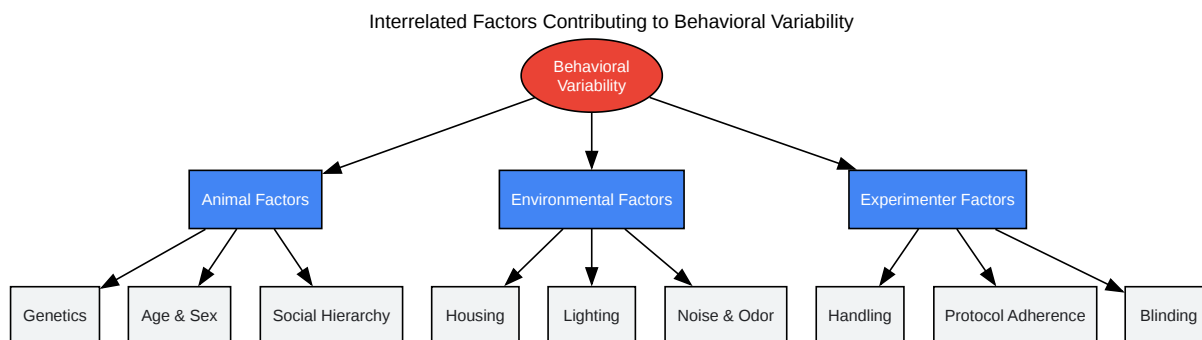 Interrelated Factors Contributing to Behavioral Variability
Behavioral
Variability
Animal Factors
Environmental Factors
Experimenter Factors
Genetics
Age & Sex
Social Hierarchy
Housing
Lighting
Noise & Odor
Handling
Protocol Adherence
Blinding